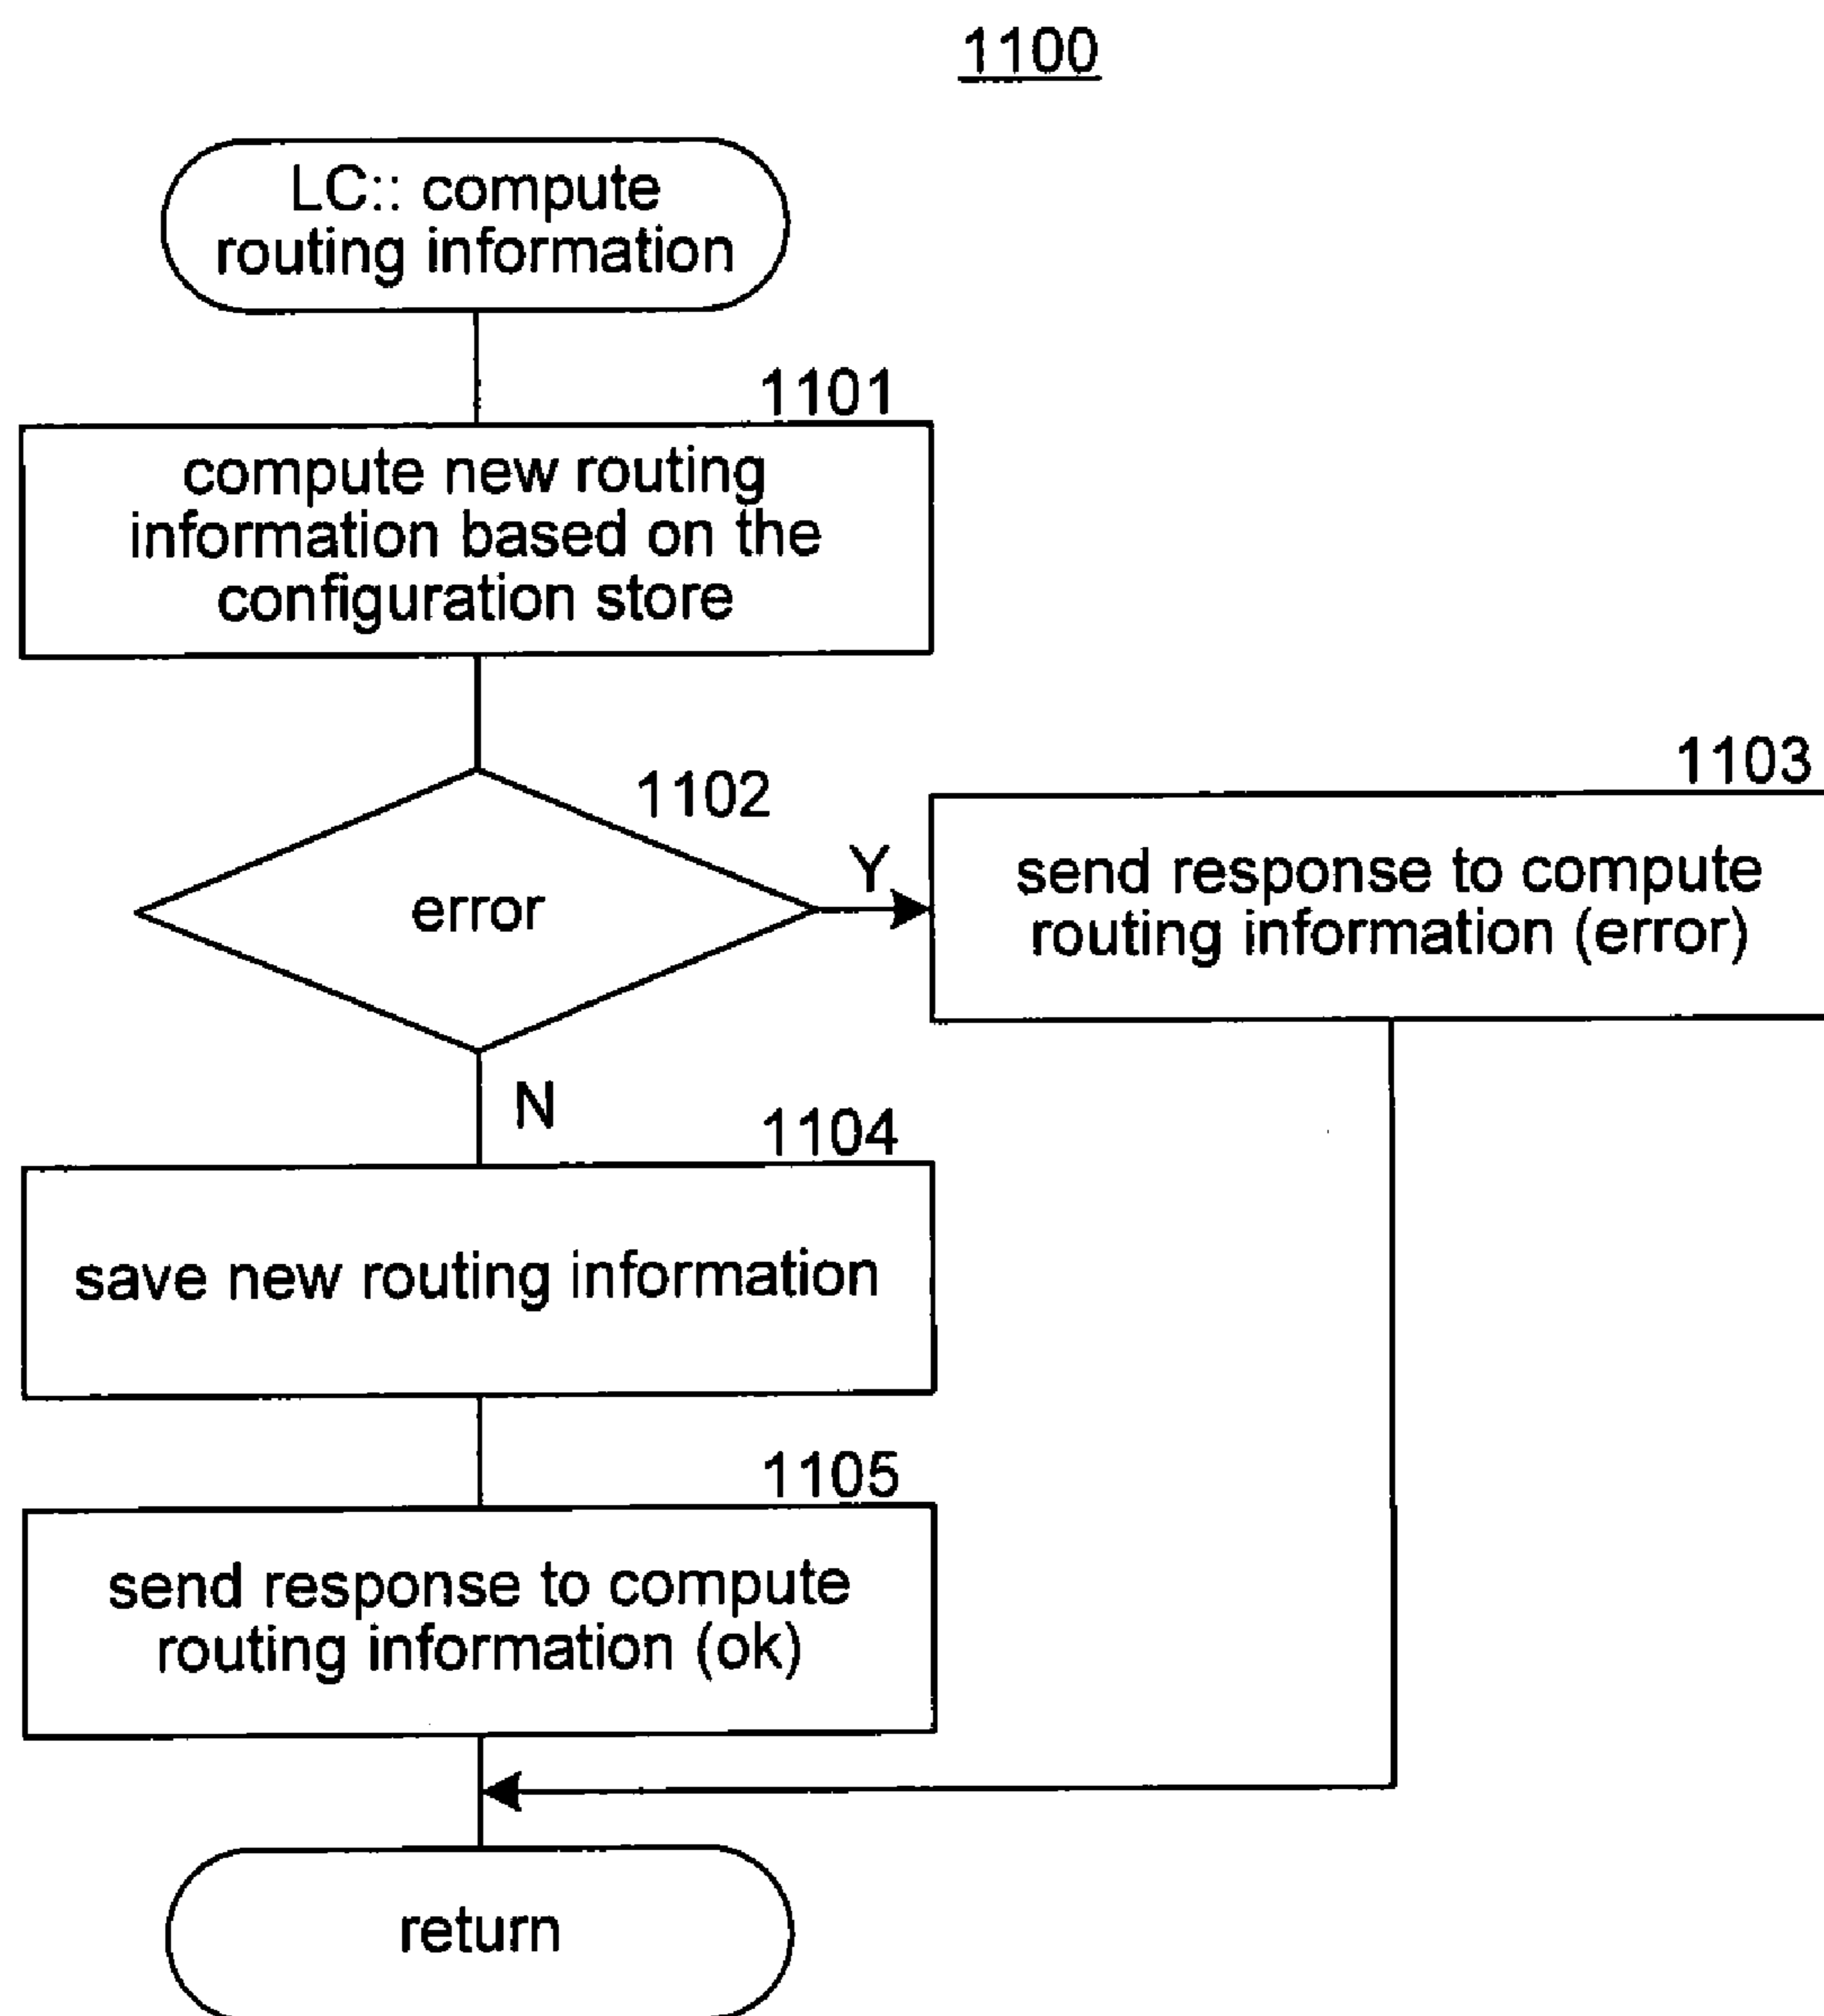 1100
LC:: compute
routing information
1101
compute new routing
information based on the
configuration store
1102
error
Y
1103
send response to compute
routing information (error)
N
1104
save new routing information
1105
send response to compute
routing information (ok)
return